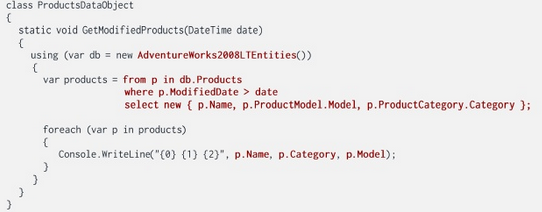 class ProductsDataObject
{
static void GetModifiedProducts(DateTime date)
{
using (var db = new AdventureWorks2008LTEntities())
{
var products = from p in db.Products
where p.ModifiedDate > date
select new { p.Name, p.ProductModel.Model, p.ProductCategory.Category };
foreach (var p in products)
{
Console.WriteLine("{0} {1} {2}", p.Name, p.Category, p.Model);
}
}
}
}